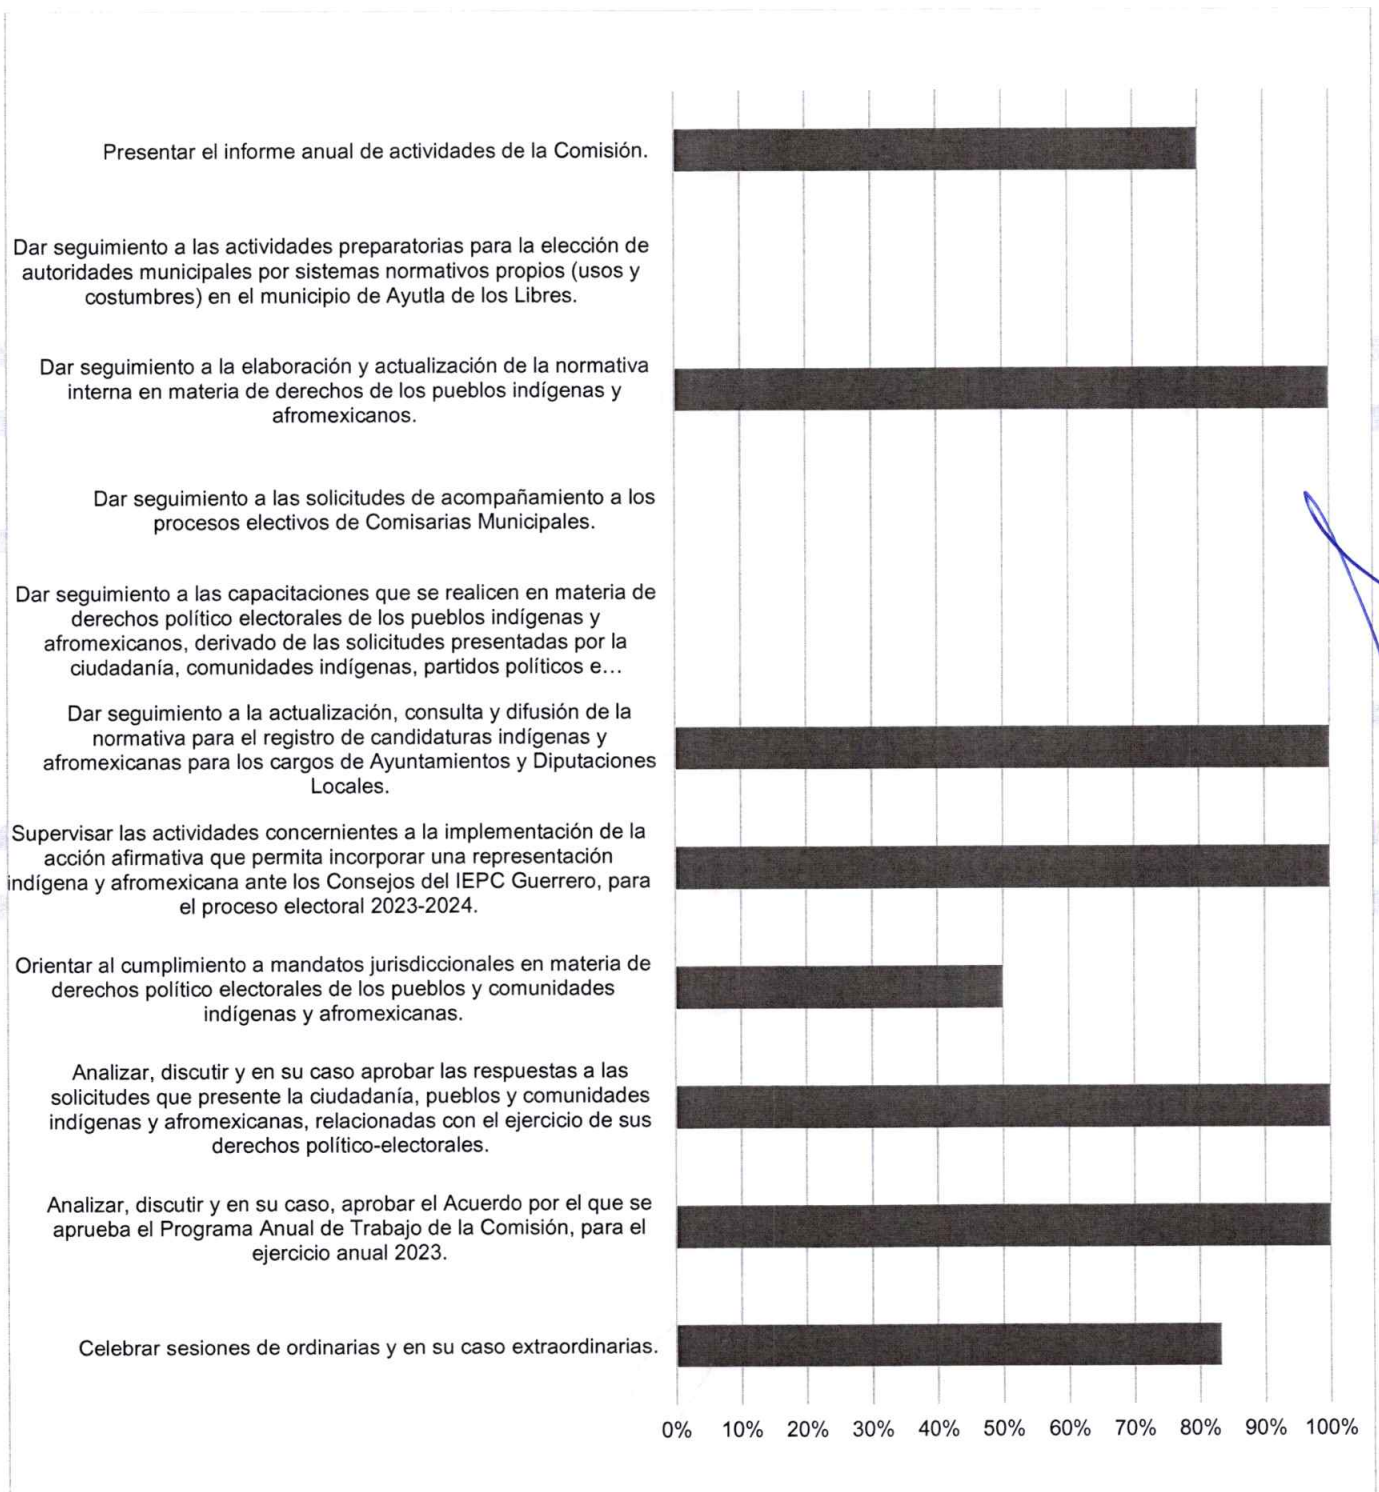 Presentar el informe anual de actividades de la Comisión.
Dar seguimiento a las actividades preparatorias para la elección de
autoridades municipales por sistemas normativos propios (usos y
costumbres) en el municipio de Ayutla de los Libres.
Dar seguimiento a la elaboración y actualización de la normativa
interna en materia de derechos de los pueblos indígenas y
afromexicanos.
Dar seguimiento a las solicitudes de acompañamiento a los
procesos electivos de Comisarias Municipales.
Dar seguimiento a las capacitaciones que se realicen en materia de
derechos político electorales de los pueblos indígenas y
afromexicanos, derivado de las solicitudes presentadas por la
ciudadanía, comunidades indígenas, partidos políticos e…
Dar seguimiento a la actualización, consulta y difusión de la
normativa para el registro de candidaturas indígenas y
afromexicanas para los cargos de Ayuntamientos y Diputaciones
Locales.
Supervisar las actividades concernientes a la implementación de la
acción afirmativa que permita incorporar una representación
indígena y afromexicana ante los Consejos del IEPC Guerrero, para
el proceso electoral 2023-2024.
Orientar al cumplimiento a mandatos jurisdiccionales en materia de
derechos político electorales de los pueblos y comunidades
indígenas y afromexicanas.
Analizar, discutir y en su caso aprobar las respuestas a las
solicitudes que presente la ciudadanía, pueblos y comunidades
indígenas y afromexicanas, relacionadas con el ejercicio de sus
derechos político-electorales.
Analizar, discutir y en su caso, aprobar el Acuerdo por el que se
aprueba el Programa Anual de Trabajo de la Comisión, para el
ejercicio anual 2023.
Celebrar sesiones de ordinarias y en su caso extraordinarias.
0% 10% 20% 30% 40% 50% 60% 70% 80% 90% 100%